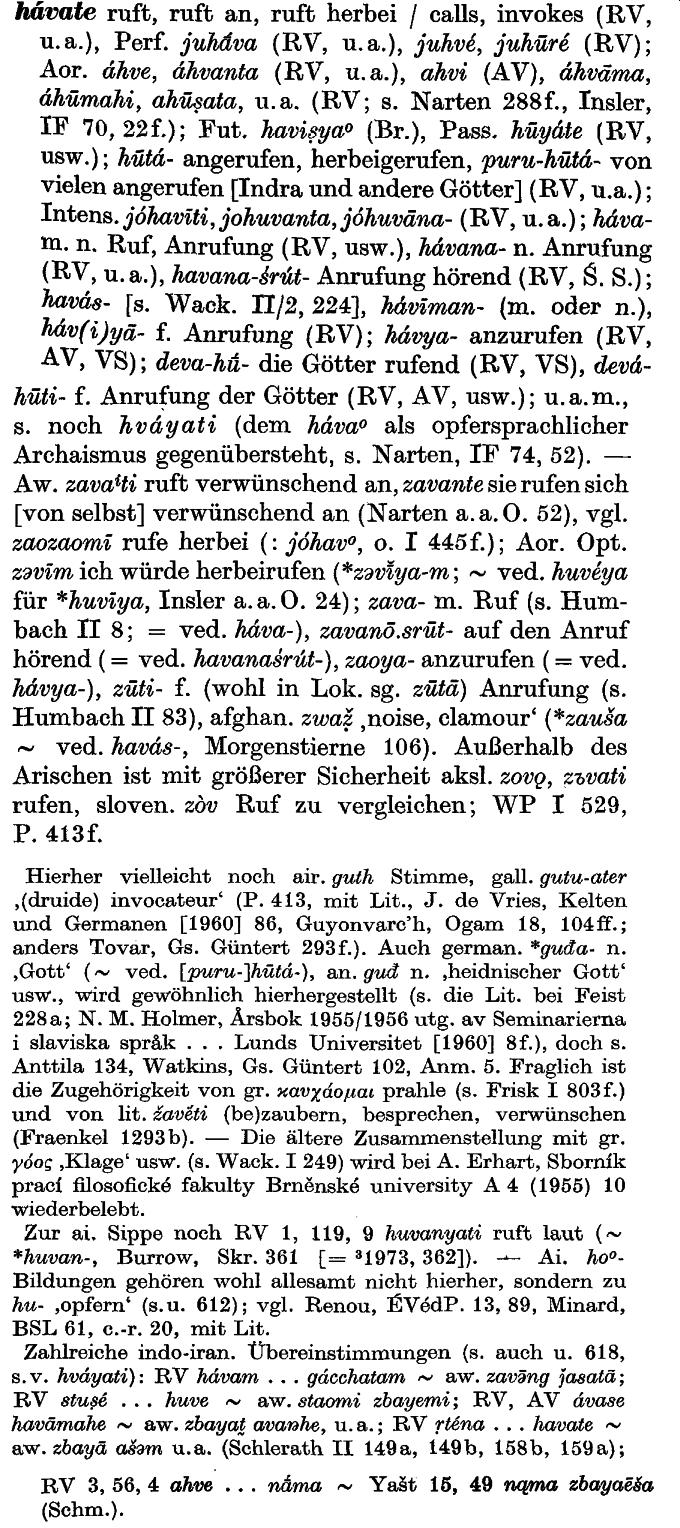 hávate ruft, ruft an, ruft herbei / calls, invokes (RV,
u. a.), Perf. juhā́va (RV, u. a.), juhvé, juhūré (RV);
Aor. áhve, áhvanta (RV, u. a.), ahvi (AV), áhvāma,
áhūmahi, ahūṣata, u. a. (RV; s. Narten 288f., Insler,
IF 70, 22f.); Fut. haviṣyaº (Br.), Pass. hūyáte (RV,
usw.); hūtá- angerufen, herbeigerufen, puru-hūtá- von
vielen angerufen [Indra und andere Götter] (RV, u.a.);
Intens. jóhavīti, johuvanta, jóhuvāna- (RV, u. a.); háva-
m. n. Ruf, Anrufung (RV, usw.), hávana- n. Anrufung
(RV, u. a.), havana-śrút- Anrufung hörend (RV, Ś. S.);
havás- [s. Wack. II/2, 224], hávīman- (m. oder n.),
háv(i)yā- f. Anrufung (RV); hávya- anzurufen (RV,
AV, VS); deva-hū́- die Götter rufend (RV, VS), devá-
hūti- f. Anrufung der Götter (RV, AV, usw.); u. a. m.,
s. noch hváyati (dem hávaº als opfersprachlicher
Archaismus gegenübersteht, s. Narten, IF 74, 52). —
Aw. zavaⁱti ruft verwünschend an, zavante sie rufen sich
[von selbst] verwünschend an (Narten a. a. O. 52), vgl.
zaozaomī rufe herbei (: jóhavº, o. I 445f.); Aor. Opt.
zəvīm ich würde herbeirufen (*zəvīya-m; ~ ved. huvéya
für *huvīya, Insler a. a. O. 24); zava- m. Ruf (s. Hum-
bach II 8; = ved. háva-), zavanō.srūt- auf den Anruf
hörend (= ved. havanaśrút-), zaoya- anzurufen (= ved.
hávya-), zūti- f. (wohl in Lok. sg. zūtā) Anrufung (s.
Humbach II 83), afghan. zwaẓ̌ ‚noise, clamour‘ (*zauša
~ ved. havás-, Morgenstierne 106). Außerhalb des
Arischen ist mit größerer Sicherheit aksl. zovǫ, zъvati
rufen, sloven. zòv Ruf zu vergleichen; WP I 529,
P. 413f.
Hierher vielleicht noch air. guth Stimme, gall. gutu-ater
‚(druide) invocateur‘ (P. 413, mit Lit., J. de Vries, Kelten
und Germanen [1960] 86, Guyonvarc'h, Ogam 18, 104ff.;
anders Tovar, Gs. Güntert 293f.). Auch german. *guđa- n.
‚Gott‘ (~ ved. [puru-]hūtá-), an. guđ n. ‚heidnischer Gott‘
usw., wird gewöhnlich hierhergestellt (s. die Lit. bei Feist
228a; N. M. Holmer, Årsbok 1955/1956 utg. av Seminarierna
i slaviska språk . . . Lunds Universitet [1960] 8f.), doch s.
Anttila 134, Watkins, Gs. Güntert 102, Anm. 5. Fraglich ist
die Zugehörigkeit von gr. καυχάομαι prahle (s. Frisk I 803f.)
und von lit. žavė́ti (be)zaubern, besprechen, verwünschen
(Fraenkel 1293b). — Die ältere Zusammenstellung mit gr.
γόος ‚Klage‘ usw. (s. Wack. I 249) wird bei A. Erhart, Sborník
prací filosofické fakulty Brněnské university A 4 (1955) 10
wiederbelebt.
Zur ai. Sippe noch RV 1, 119, 9 huvanyati ruft laut (~
*huvan-, Burrow, Skr. 361 [= ³1973, 362]). — Ai. hoº-
Bildungen gehören wohl allesamt nicht hierher, sondern zu
hu- ‚opfern‘ (s. u. 612); vgl. Renou, ÉVédP. 13, 89, Minard,
BSL 61, c.-r. 20, mit Lit.
Zahlreiche indo-iran. Übereinstimmungen (s. auch u. 618,
s. v. hváyati): RV hávam . . . gácchatam ~ aw. zavə̄ng ǰasatā;
RV stuṣé . . . huve ~ aw. staomi zbayemi; RV, AV ávase
havāmahe ~ aw. zbayat̰ avaŋhe, u. a.; RV ṛténa . . . havate ~
aw. zbayā ašəm u. a. (Schlerath II 149a, 149b, 158b, 159a);
RV 3, 56, 4 ahve . . . nā́ma ~ Yašt 15, 49 nąma zbayaēša
(Schm.).